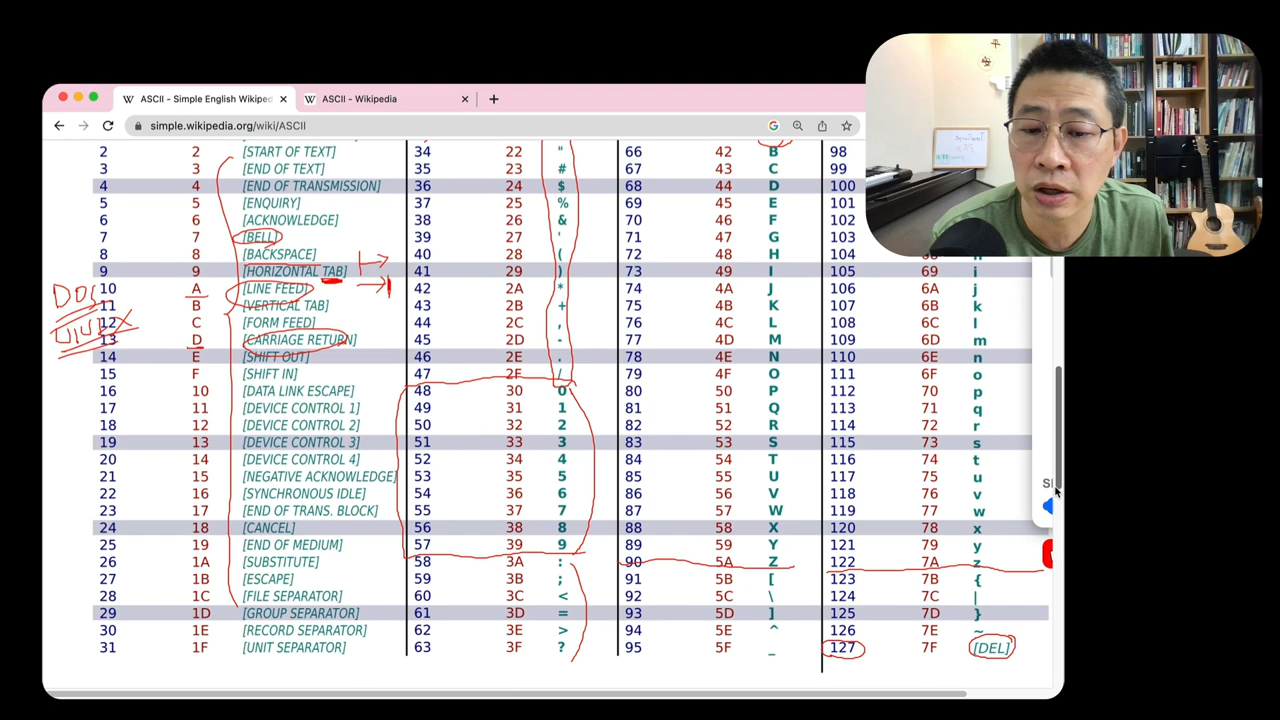 ASCII - Simple English Wikiped
ASCII - Wikipedia
simple.wikipedia.org/wiki/ASCII
2 2 [START OF TEXT] 34 22 " 66 42 B 98
3 3 [END OF TEXT] 35 23 # 67 43 C 99
4 4 [END OF TRANSMISSION] 36 24 $ 68 44 D 100
5 5 [ENQUIRY] 37 25 % 69 45 E 101
6 6 [ACKNOWLEDGE] 38 26 & 70 46 F 102
7 7 [BELL] 39 27 ' 71 47 G 103
8 8 [BACKSPACE] 40 28 ( 72 48 H 104
9 9 [HORIZONTAL TAB] 41 29 ) 73 49 I 105 69 i
10 A [LINE FEED] 42 2A * 74 4A J 106 6A j
DOS
11 B [VERTICAL TAB] 43 2B + 75 4B K 107 6B k
12 C [FORM FEED] 44 2C , 76 4C L 108 6C l
UNIX
13 D [CARRIAGE RETURN] 45 2D - 77 4D M 109 6D m
14 E [SHIFT OUT] 46 2E . 78 4E N 110 6E n
15 F [SHIFT IN] 47 2F / 79 4F O 111 6F o
16 10 [DATA LINK ESCAPE] 48 30 0 80 50 P 112 70 p
17 11 [DEVICE CONTROL 1] 49 31 1 81 51 Q 113 71 q
18 12 [DEVICE CONTROL 2] 50 32 2 82 52 R 114 72 r
19 13 [DEVICE CONTROL 3] 51 33 3 83 53 S 115 73 s
20 14 [DEVICE CONTROL 4] 52 34 4 84 54 T 116 74 t
21 15 [NEGATIVE ACKNOWLEDGE] 53 35 5 85 55 U 117 75 u
22 16 [SYNCHRONOUS IDLE] 54 36 6 86 56 V 118 76 v
23 17 [END OF TRANS. BLOCK] 55 37 7 87 57 W 119 77 w
24 18 [CANCEL] 56 38 8 88 58 X 120 78 x
25 19 [END OF MEDIUM] 57 39 9 89 59 Y 121 79 y
26 1A [SUBSTITUTE] 58 3A : 90 5A Z 122 7A z
27 1B [ESCAPE] 59 3B ; 91 5B [ 123 7B {
28 1C [FILE SEPARATOR] 60 3C < 92 5C \ 124 7C |
29 1D [GROUP SEPARATOR] 61 3D = 93 5D ] 125 7D }
30 1E [RECORD SEPARATOR] 62 3E > 94 5E ^ 126 7E ~
31 1F [UNIT SEPARATOR] 63 3F ? 95 5F _ 127 7F [DEL]